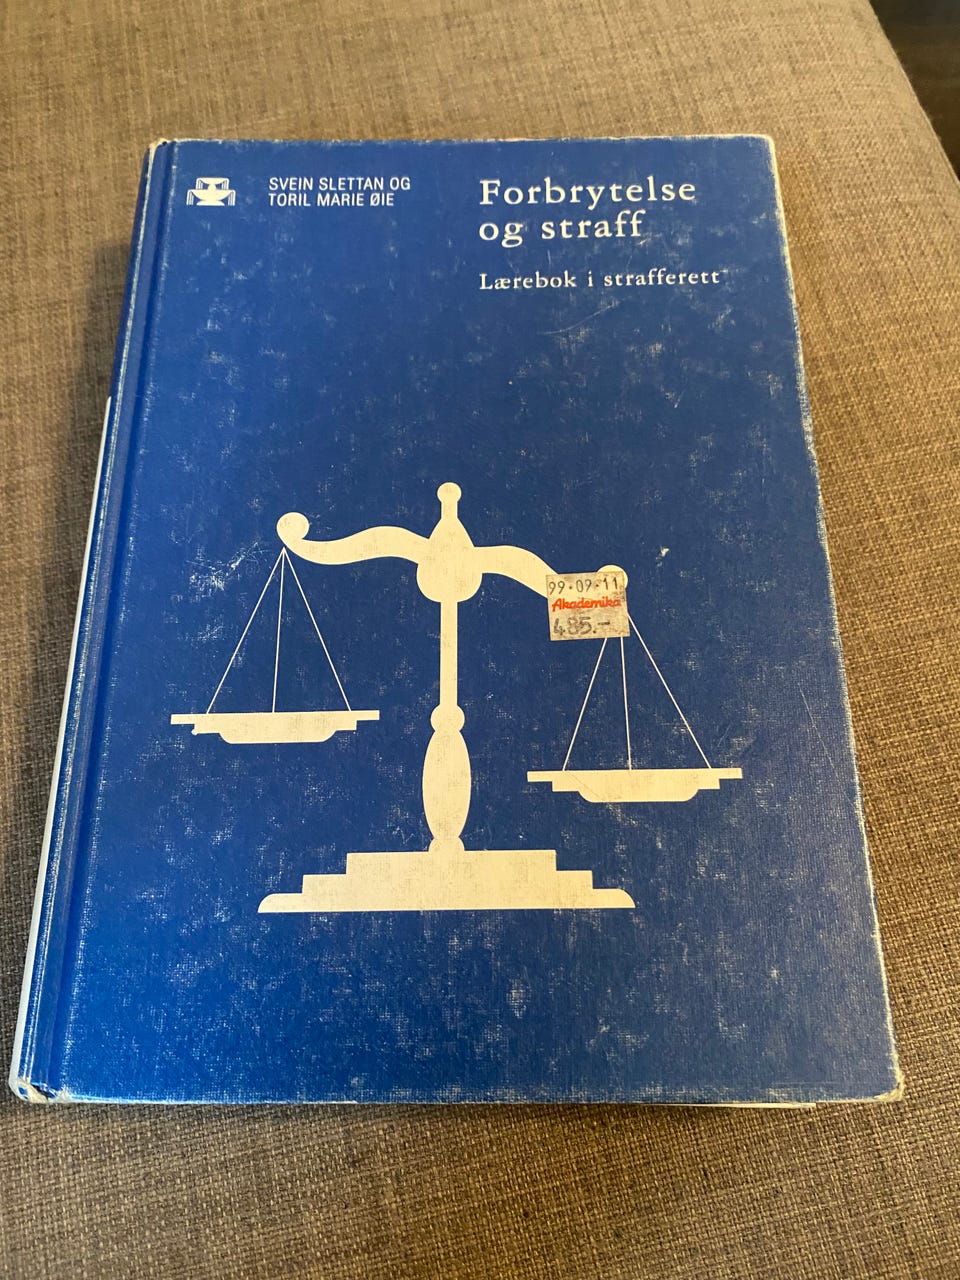 SVEIN SLETTAN OG
TORIL MARIE ØIE
Forbrytelse
og straff
Lærebok i strafferett
99·09·11
Akademika
485.-